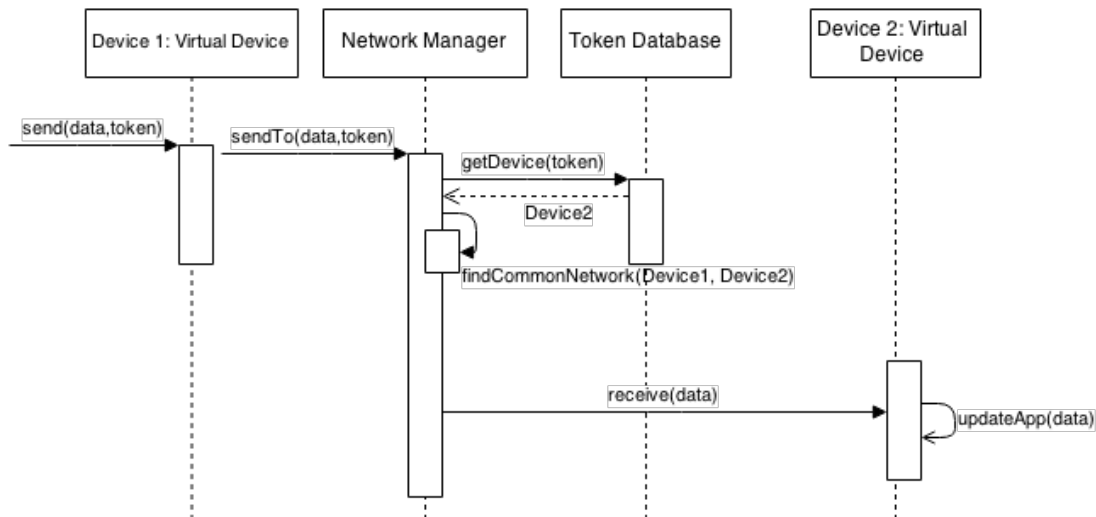 Device 1: Virtual Device
Network Manager
Token Database
Device 2: Virtual
Device
send(data,token)
sendTo(data,token)
getDevice(token)
Device2
findCommonNetwork(Device1, Device2)
receive(data)
updateApp(data)